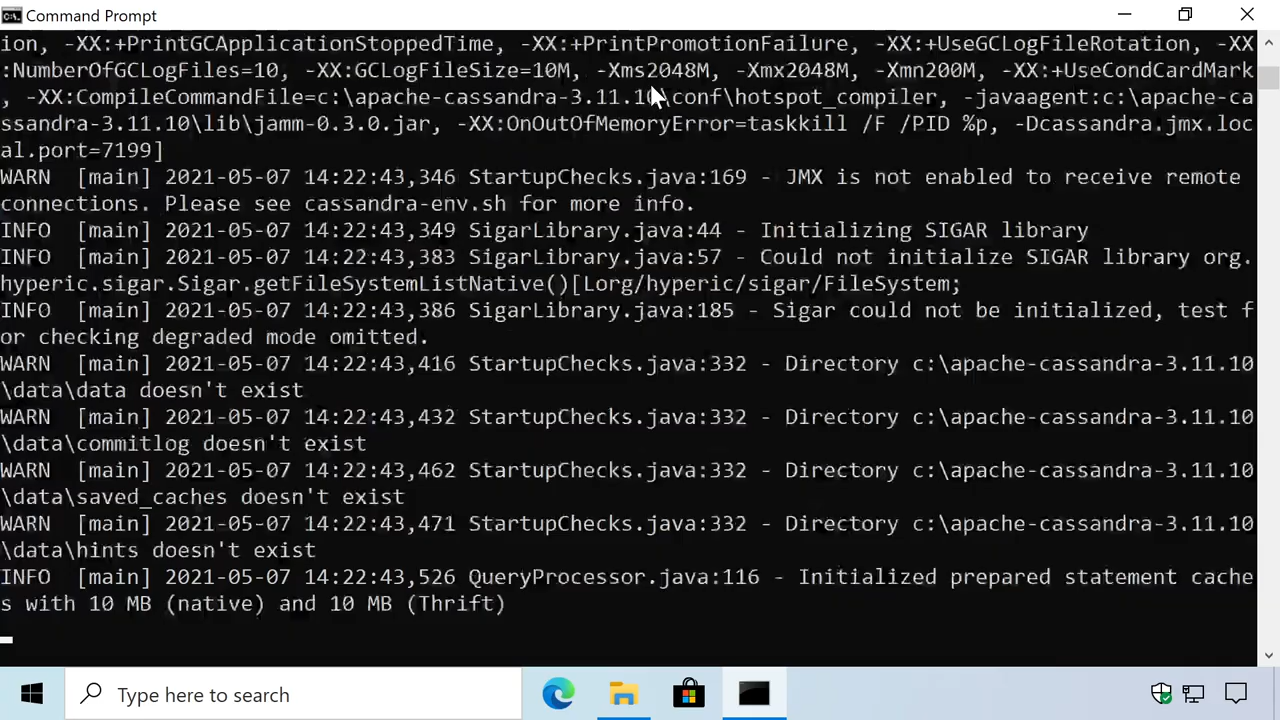 Command Prompt
ion, -XX:+PrintGCApplicationStoppedTime, -XX:+PrintPromotionFailure, -XX:+UseGCLogFileRotation, -XX
:NumberOfGCLogFiles=10, -XX:GCLogFileSize=10M, -Xms2048M, -Xmx2048M, -Xmn200M, -XX:+UseCondCardMark
, -XX:CompileCommandFile=c:\apache-cassandra-3.11.10\conf\hotspot_compiler, -javaagent:c:\apache-ca
ssandra-3.11.10\lib\jamm-0.3.0.jar, -XX:OnOutOfMemoryError=taskkill /F /PID %p, -Dcassandra.jmx.loc
al.port=7199]
WARN  [main] 2021-05-07 14:22:43,346 StartupChecks.java:169 - JMX is not enabled to receive remote
connections. Please see cassandra-env.sh for more info.
INFO  [main] 2021-05-07 14:22:43,349 SigarLibrary.java:44 - Initializing SIGAR library
INFO  [main] 2021-05-07 14:22:43,383 SigarLibrary.java:57 - Could not initialize SIGAR library org.
hyperic.sigar.Sigar.getFileSystemListNative()[Lorg/hyperic/sigar/FileSystem;
INFO  [main] 2021-05-07 14:22:43,386 SigarLibrary.java:185 - Sigar could not be initialized, test f
or checking degraded mode omitted.
WARN  [main] 2021-05-07 14:22:43,416 StartupChecks.java:332 - Directory c:\apache-cassandra-3.11.10
\data\data doesn't exist
WARN  [main] 2021-05-07 14:22:43,432 StartupChecks.java:332 - Directory c:\apache-cassandra-3.11.10
\data\commitlog doesn't exist
WARN  [main] 2021-05-07 14:22:43,462 StartupChecks.java:332 - Directory c:\apache-cassandra-3.11.10
\data\saved_caches doesn't exist
WARN  [main] 2021-05-07 14:22:43,471 StartupChecks.java:332 - Directory c:\apache-cassandra-3.11.10
\data\hints doesn't exist
INFO  [main] 2021-05-07 14:22:43,526 QueryProcessor.java:116 - Initialized prepared statement cache
s with 10 MB (native) and 10 MB (Thrift)
Type here to search